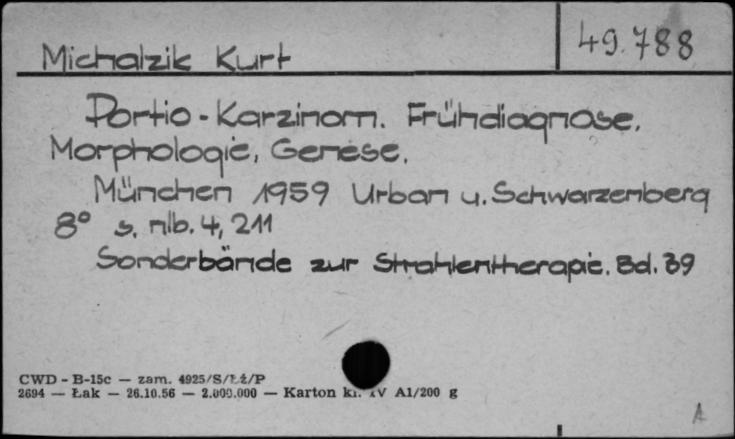 Michalzik Kurt
49.788
Portio-Karzinom. Frühdiagnose.
Morphologie, Genese.
München 1959 Urban u. Schwarzenberg
8° s. nlb. 4, 211
Sonderbände zur Strahlentherapie. Bd. 39
CWD - B-15c — zam. 4925/S/Łź/P
2694 — Łak — 26.10.56 — 2.000.000 — Karton kl. IV A1/200 g
A